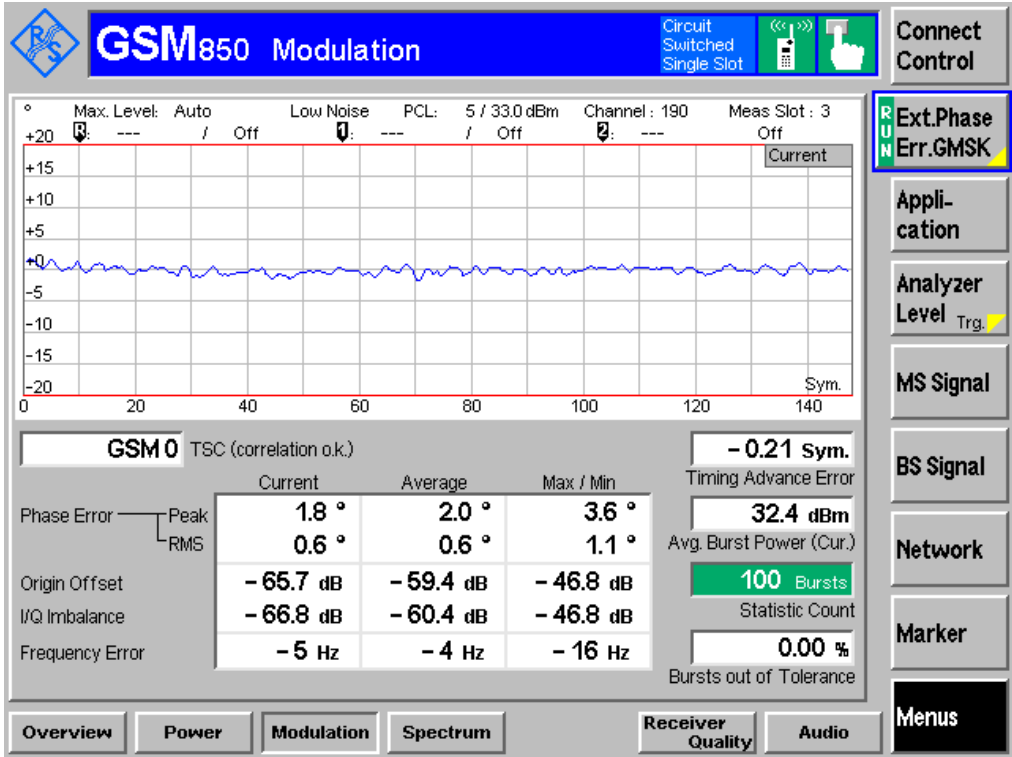 R&S
GSM850 Modulation
Circuit
Switched
Single Slot
Connect
Control
° Max. Level: Auto Low Noise PCL: 5 / 33.0 dBm Channel : 190 Meas Slot : 3
R: --- / Off 1: --- / Off 2: --- Off
+20
Current
+15
+10
+5
+0
-5
-10
-15
-20
Sym.
0 20 40 60 80 100 120 140
RUN
Ext.Phase
Err.GMSK
Appli-
cation
Analyzer
Level Trg.
MS Signal
BS Signal
Network
Marker
Menus
GSM 0 TSC (correlation o.k.)
- 0.21 Sym.
Timing Advance Error
Current Average Max / Min
Phase Error Peak 1.8 ° 2.0 ° 3.6 °
RMS 0.6 ° 0.6 ° 1.1 °
32.4 dBm
Avg. Burst Power (Cur.)
Origin Offset - 65.7 dB - 59.4 dB - 46.8 dB
I/Q Imbalance - 66.8 dB - 60.4 dB - 46.8 dB
100 Bursts
Statistic Count
Frequency Error - 5 Hz - 4 Hz - 16 Hz
0.00 %
Bursts out of Tolerance
Overview Power Modulation Spectrum Receiver
Quality Audio